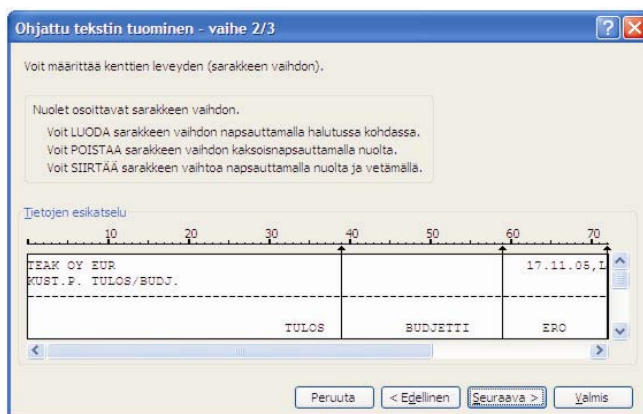 Ohjattu tekstin tuominen - vaihe 2/3
Voit määrittää kenttien leveyden (sarakkeen vaihdon).
Nuolet osoittavat sarakkeen vaihdon.
Voit LUODA sarakkeen vaihdon napsauttamalla halutussa kohdassa.
Voit POISTAA sarakkeen vaihdon kaksoisnapsauttamalla nuolta.
Voit SIIRTÄÄ sarakkeen vaihtoa napsauttamalla nuolta ja vetämällä.
Tietojen esikatselu
10 20 30 40 50 60 70
TEAK OY EUR 17.11.05,L
KUST.P. TULOS/BUDJ.
TULOS BUDJETTI ERO
Peruuta < Edellinen Seuraava > Valmis